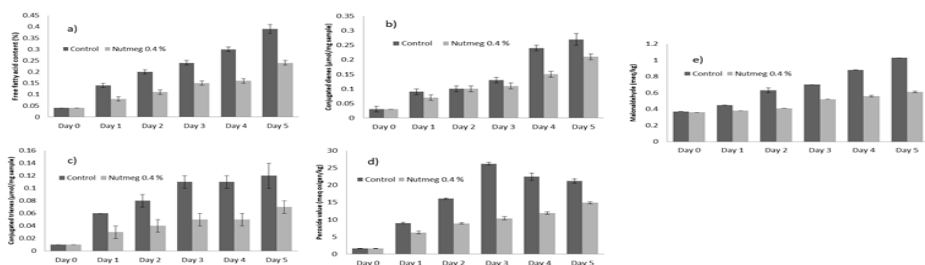 a)
Free fatty acid content (%)
0.45
0.4
0.35
0.3
0.25
0.2
0.15
0.1
0.05
0
Control Nutmeg 0.4 %
Day 0 Day 1 Day 2 Day 3 Day 4 Day 5
b)
Conjugated dienes (µmol/mg sample)
0.35
0.3
0.25
0.2
0.15
0.1
0.05
0
Control Nutmeg 0.4 %
Day 0 Day 1 Day 2 Day 3 Day 4 Day 5
c)
Conjugated trienes (µmol/mg sample)
0.16
0.14
0.12
0.1
0.08
0.06
0.04
0.02
0
Control Nutmeg 0.4 %
Day 0 Day 1 Day 2 Day 3 Day 4 Day 5
d)
Peroxide value (meq oxigen/kg)
30
25
20
15
10
5
0
Control Nutmeg 0.4 %
Day 0 Day 1 Day 2 Day 3 Day 4 Day 5
e)
Malonaldehyde (meq/kg)
1.2
1
0.8
0.6
0.4
0.2
0
Control Nutmeg 0.4 %
Day 0 Day 1 Day 2 Day 3 Day 4 Day 5